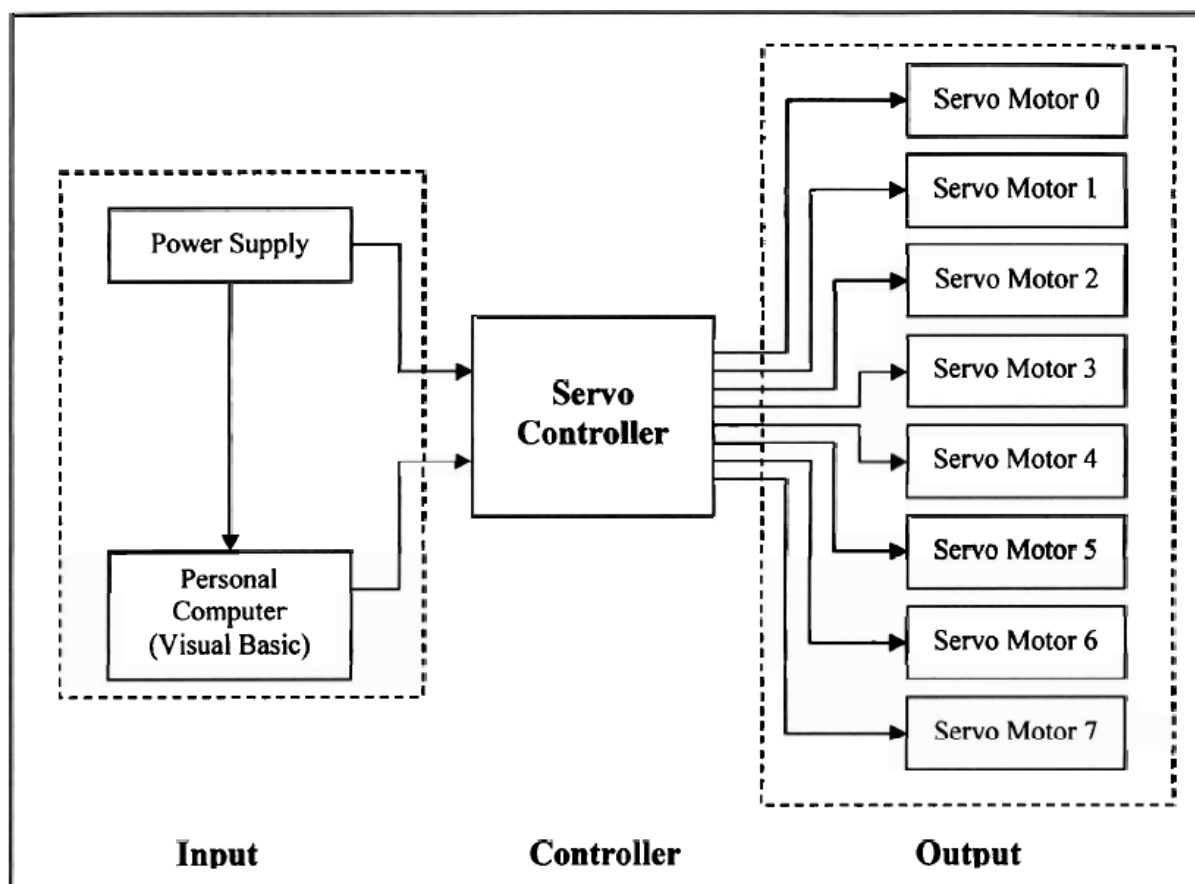 Power Supply
Personal
Computer
(Visual Basic)
Servo
Controller
Servo Motor 0
Servo Motor 1
Servo Motor 2
Servo Motor 3
Servo Motor 4
Servo Motor 5
Servo Motor 6
Servo Motor 7
Input
Controller
Output